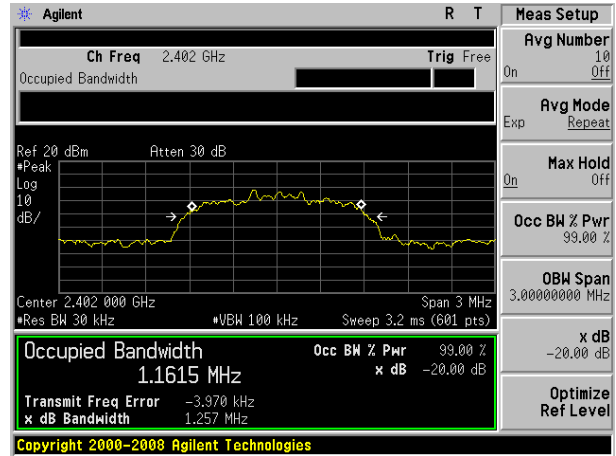 Agilent R T
Ch Freq 2.402 GHz Trig Free
Occupied Bandwidth
Ref 20 dBm Atten 30 dB
#Peak
Log
10
dB/
Center 2.402 000 GHz Span 3 MHz
#Res BW 30 kHz #VBW 100 kHz Sweep 3.2 ms (601 pts)
Occupied Bandwidth Occ BW % Pwr 99.00 %
1.1615 MHz x dB -20.00 dB
Transmit Freq Error -3.970 kHz
x dB Bandwidth 1.257 MHz
Copyright 2000-2008 Agilent Technologies
Meas Setup
Avg Number
10
On Off
Avg Mode
Exp Repeat
Max Hold
On Off
Occ BW % Pwr
99.00 %
OBW Span
3.00000000 MHz
x dB
-20.00 dB
Optimize
Ref Level